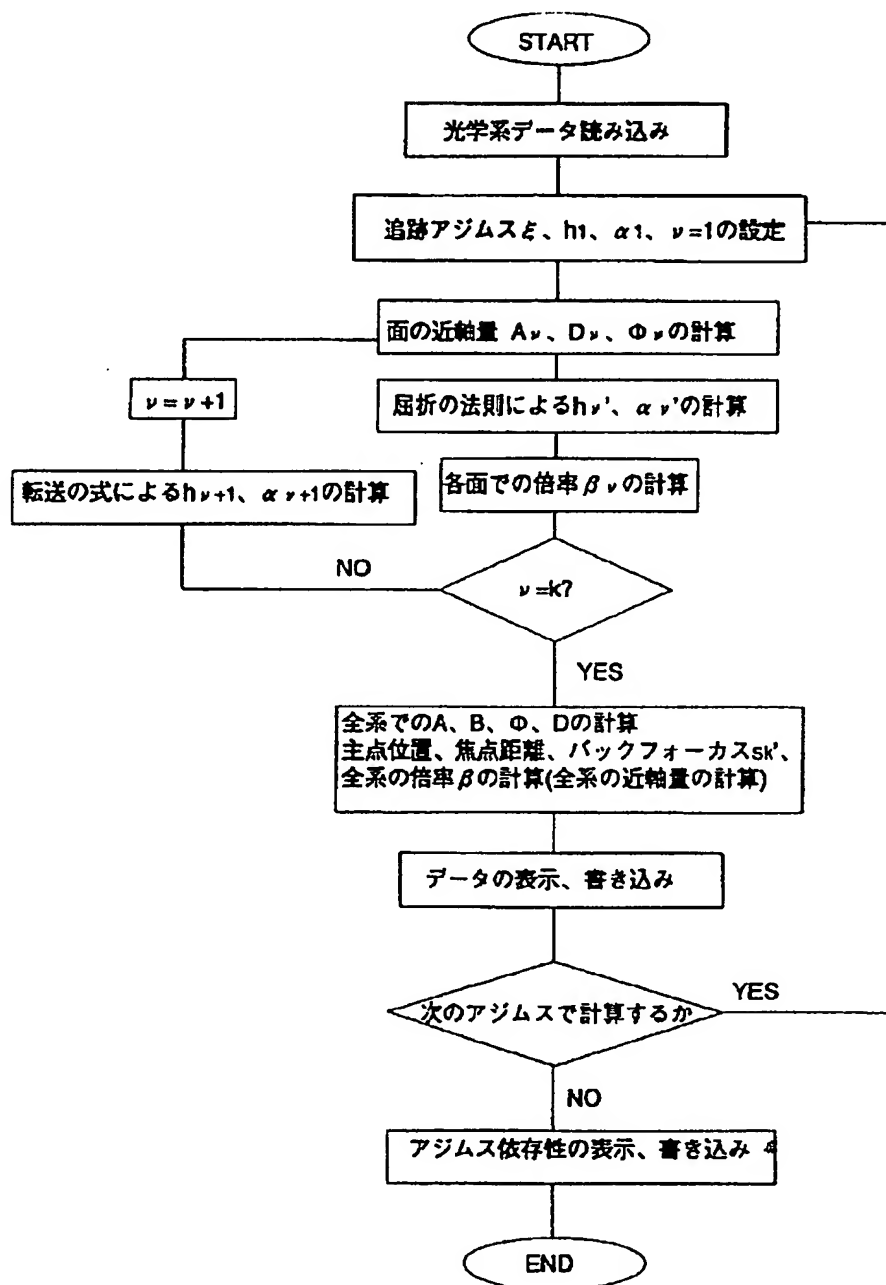 START
光学系データ読み込み
追跡アジムスξ、h1、α1、ν=1の設定
面の近軸量 Aν、Dν、Φνの計算
ν=ν+1
屈折の法則によるhν'、αν'の計算
転送の式によるhν+1、αν+1の計算
各面での倍率βνの計算
NO
ν=k?
YES
全系でのA、B、Φ、Dの計算
主点位置、焦点距離、バックフォーカスsk'、
全系の倍率βの計算(全系の近軸量の計算)
データの表示、書き込み
次のアジムスで計算するか
YES
NO
アジムス依存性の表示、書き込み
END